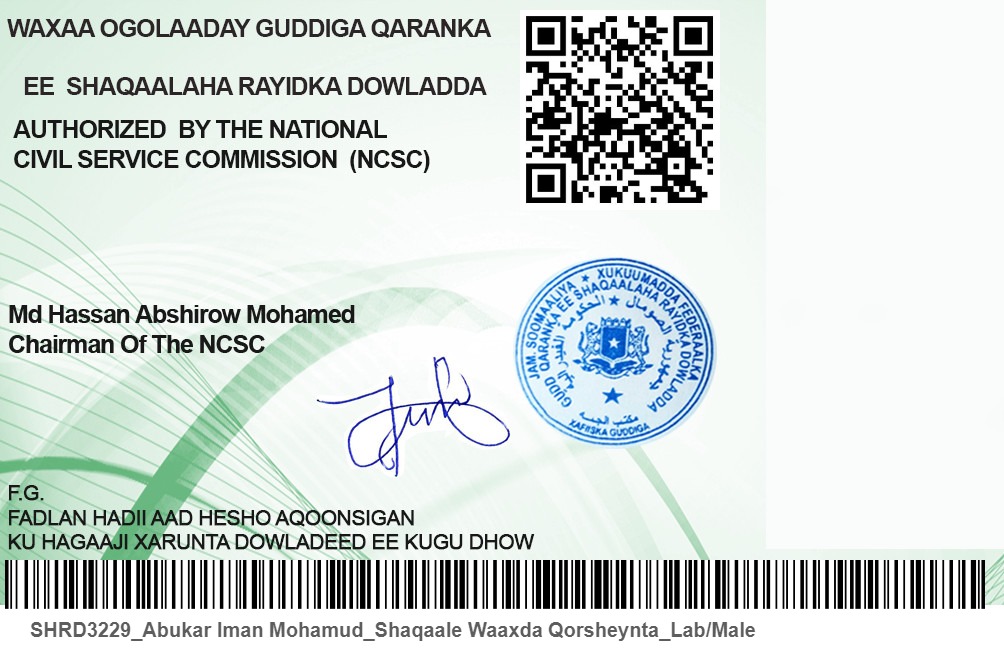 WAXAA OGOLAADAY GUDDIGA QARANKA
EE SHAQAALAHA RAYIDKA DOWLADDA
AUTHORIZED BY THE NATIONAL
CIVIL SERVICE COMMISSION (NCSC)
Md Hassan Abshirow Mohamed
Chairman Of The NCSC
JAM. SOOMAALIYA ★ XUKUUMADDA FEDERAALKA
GUDD QARANKA EE SHAQAALAHA RAYIDKA DOWLADDA
XAFIISKA GUDDIGA
F.G.
FADLAN HADII AAD HESHO AQOONSIGAN
KU HAGAAJI XARUNTA DOWLADEED EE KUGU DHOW
SHRD3229_Abukar Iman Mohamud_Shaqaale Waaxda Qorsheynta_Lab/Male